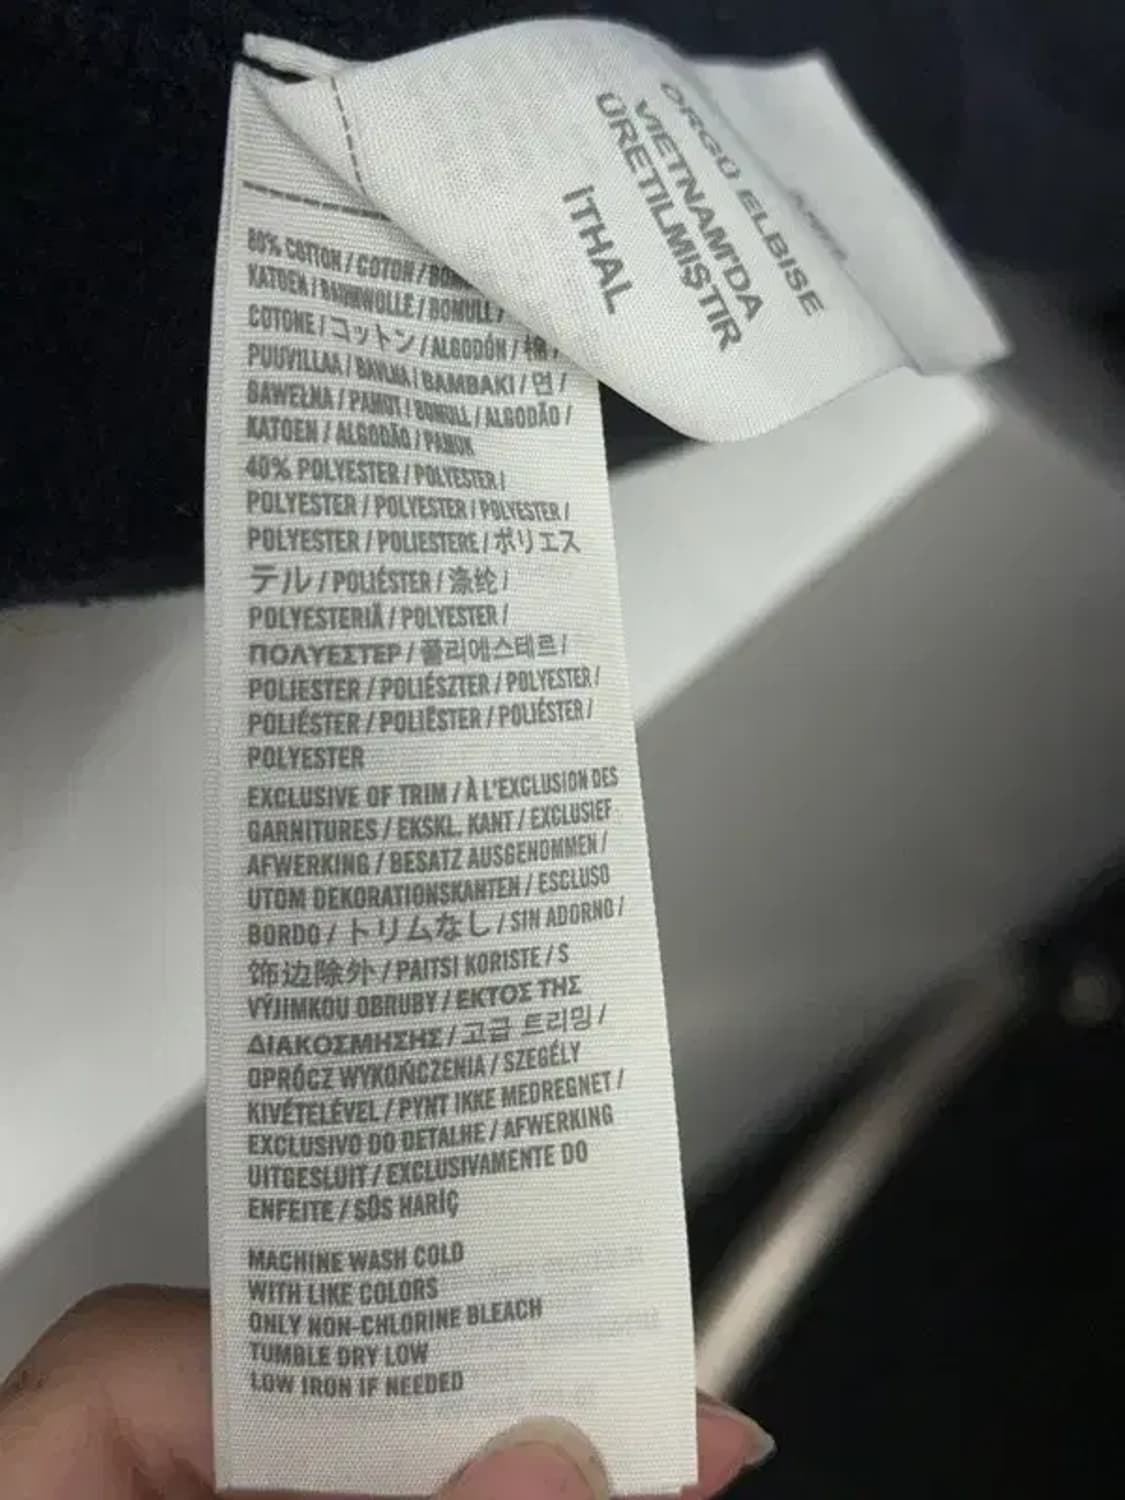 ÖRGÜ ELBİSE
VIETNAM'DA
ÜRETILMIŞTIR
İTHAL
60% COTTON / COTON /
KATOEN / BAUMWOLLE / BOMULL /
COTONE / コットン / ALGODÓN / 棉 /
PUUVILLAA / BAVLNA / BAMBAKI / 면 /
BAWEŁNA / PAMUT / BOMULL / ALGODÃO /
KATOEN / ALGODÃO / PAMUK
40% POLYESTER / POLYESTER /
POLYESTER / POLYESTER / POLYESTER /
POLYESTER / POLIESTERE / ポリエス
テル / POLIÉSTER / 涤纶 /
POLYESTERIÄ / POLYESTER /
ΠΟΛΥΕΣΤΕΡ / 폴리에스테르 /
POLIESTER / POLIÉSZTER / POLYESTER /
POLIÉSTER / POLIËSTER / POLIÉSTER /
POLYESTER
EXCLUSIVE OF TRIM / À L'EXCLUSION DES
GARNITURES / EKSKL. KANT / EXCLUSIEF
AFWERKING / BESATZ AUSGENOMMEN /
UTOM DEKORATIONSKANTEN / ESCLUSO
BORDO / トリムなし / SIN ADORNO /
饰边除外 / PAITSI KORISTE / S
VÝJIMKOU OBRUBY / ΕΚΤΟΣ ΤΗΣ
ΔΙΑΚΟΣΜΗΣΗΣ / 고급 트리밍 /
OPRÓCZ WYKOŃCZENIA / SZEGÉLY
KIVÉTELÉVEL / PYNT IKKE MEDREGNET /
EXCLUSIVO DO DETALHE / AFWERKING
UITGESLUIT / EXCLUSIVAMENTE DO
ENFEITE / SÜS HARİÇ
MACHINE WASH COLD
WITH LIKE COLORS
ONLY NON-CHLORINE BLEACH
TUMBLE DRY LOW
LOW IRON IF NEEDED